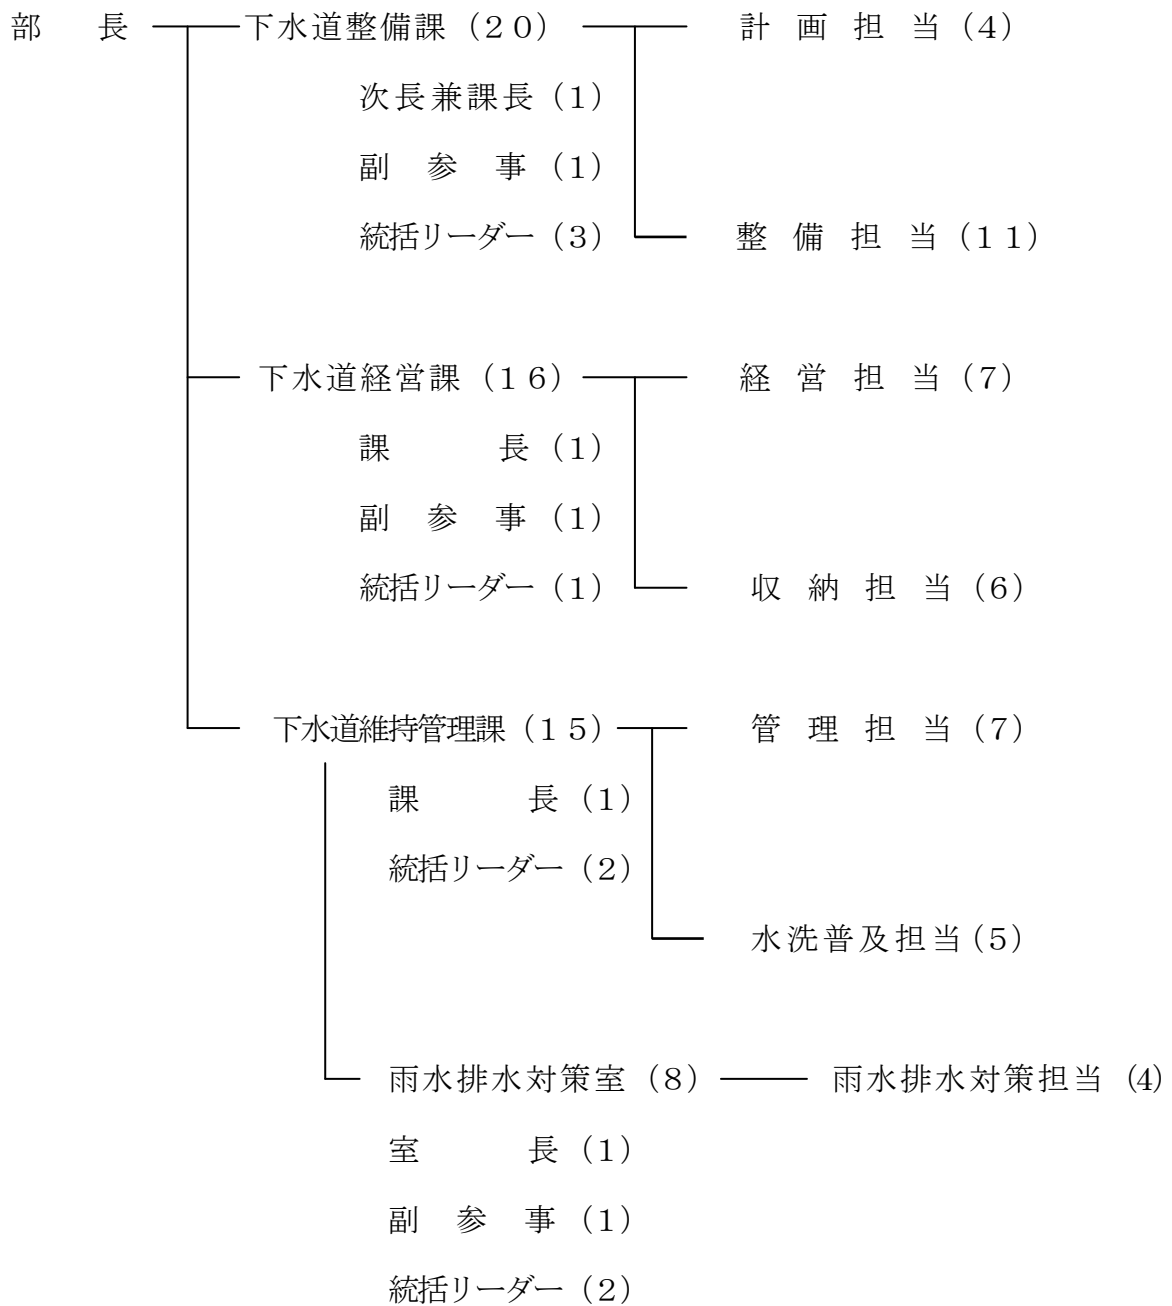 部　長　下水道整備課（２０）　計画担当（４）
次長兼課長（１）
副参事（１）
統括リーダー（３）　整備担当（１１）
下水道経営課（１６）　経営担当（７）
課長（１）
副参事（１）
統括リーダー（１）　収納担当（６）
下水道維持管理課（１５）　管理担当（７）
課長（１）
統括リーダー（２）
水洗普及担当（５）
雨水排水対策室（８）　雨水排水対策担当（４）
室長（１）
副参事（１）
統括リーダー（２）